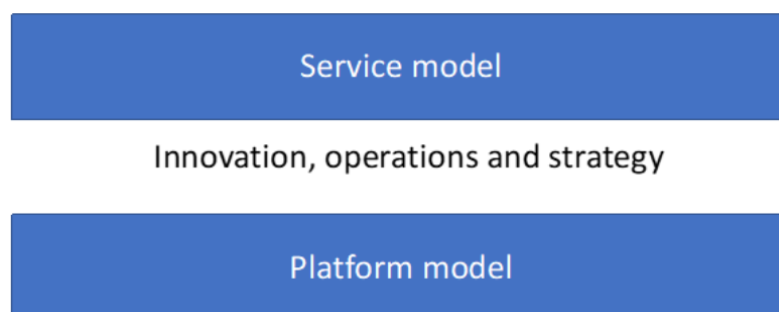 Service model
Innovation, operations and strategy
Platform model